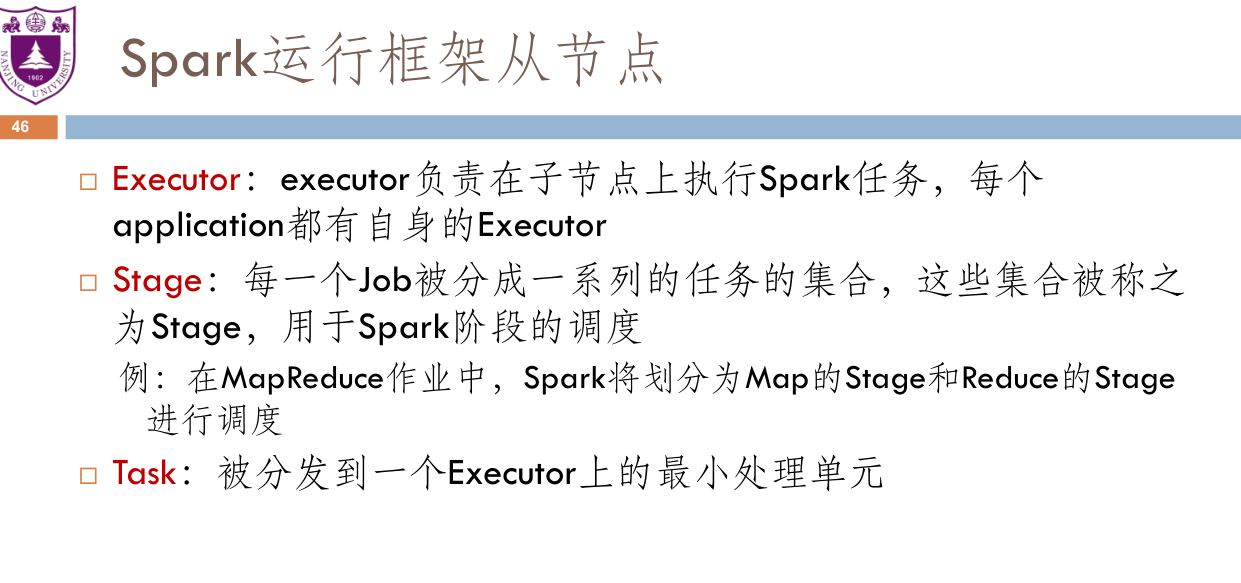 NANJING UNIVERSITY
1902
Spark运行框架从节点
46
Executor：executor负责在子节点上执行Spark任务，每个
application都有自身的Executor
Stage：每一个Job被分成一系列的任务的集合，这些集合被称之
为Stage，用于Spark阶段的调度
例：在MapReduce作业中，Spark将划分为Map的Stage和Reduce的Stage
进行调度
Task：被分发到一个Executor上的最小处理单元